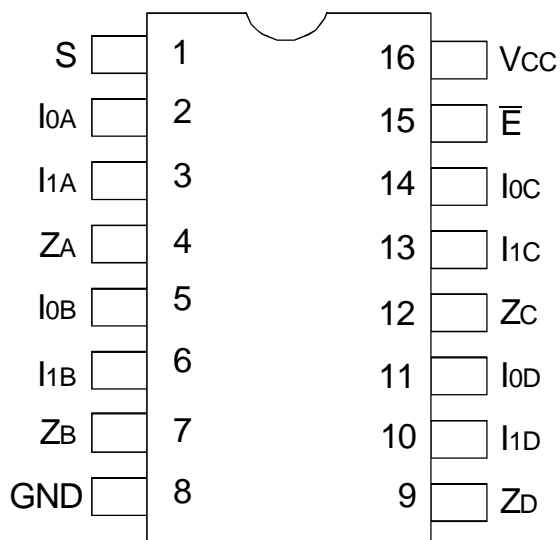 S 1 16 VCC
I0A 2 15 E̅
I1A 3 14 I0C
ZA 4 13 I1C
I0B 5 12 ZC
I1B 6 11 I0D
ZB 7 10 I1D
GND 8 9 ZD